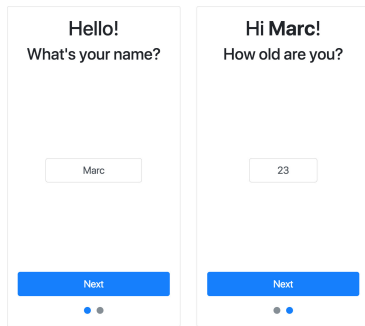 Hello!
What's your name?
Marc
Next
Hi Marc!
How old are you?
23
Next